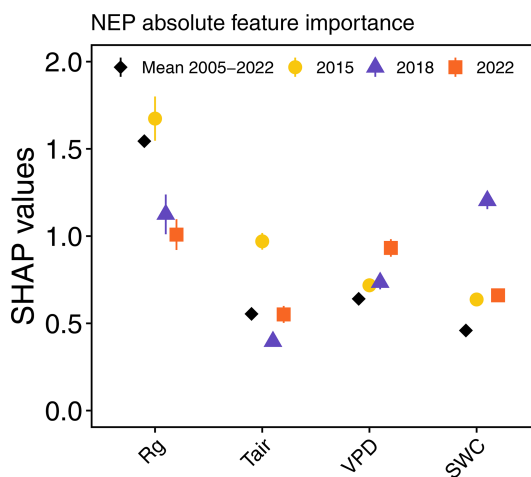 NEP absolute feature importance
Mean 2005–2022 2015 2018 2022
SHAP values
2.0
1.5
1.0
0.5
0.0
Rg Tair VPD SWC